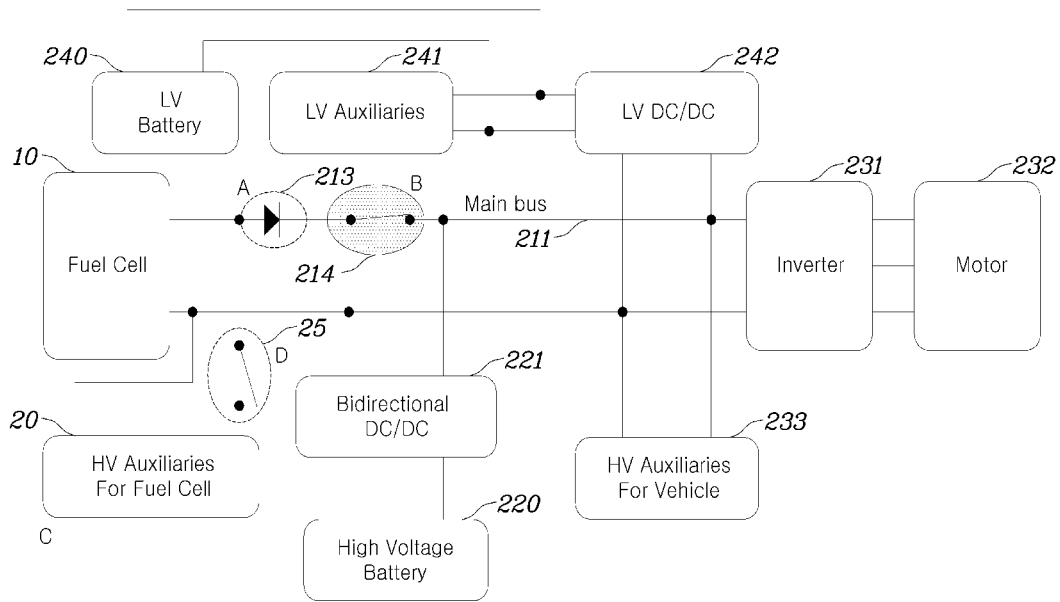 240
241
242
LV
Battery
LV Auxiliaries
LV DC/DC
10
A
213
B
231
232
Main bus
211
Fuel Cell
214
Inverter
Motor
25
D
221
Bidirectional
DC/DC
20
233
HV Auxiliaries
For Fuel Cell
HV Auxiliaries
For Vehicle
C
220
High Voltage
Battery